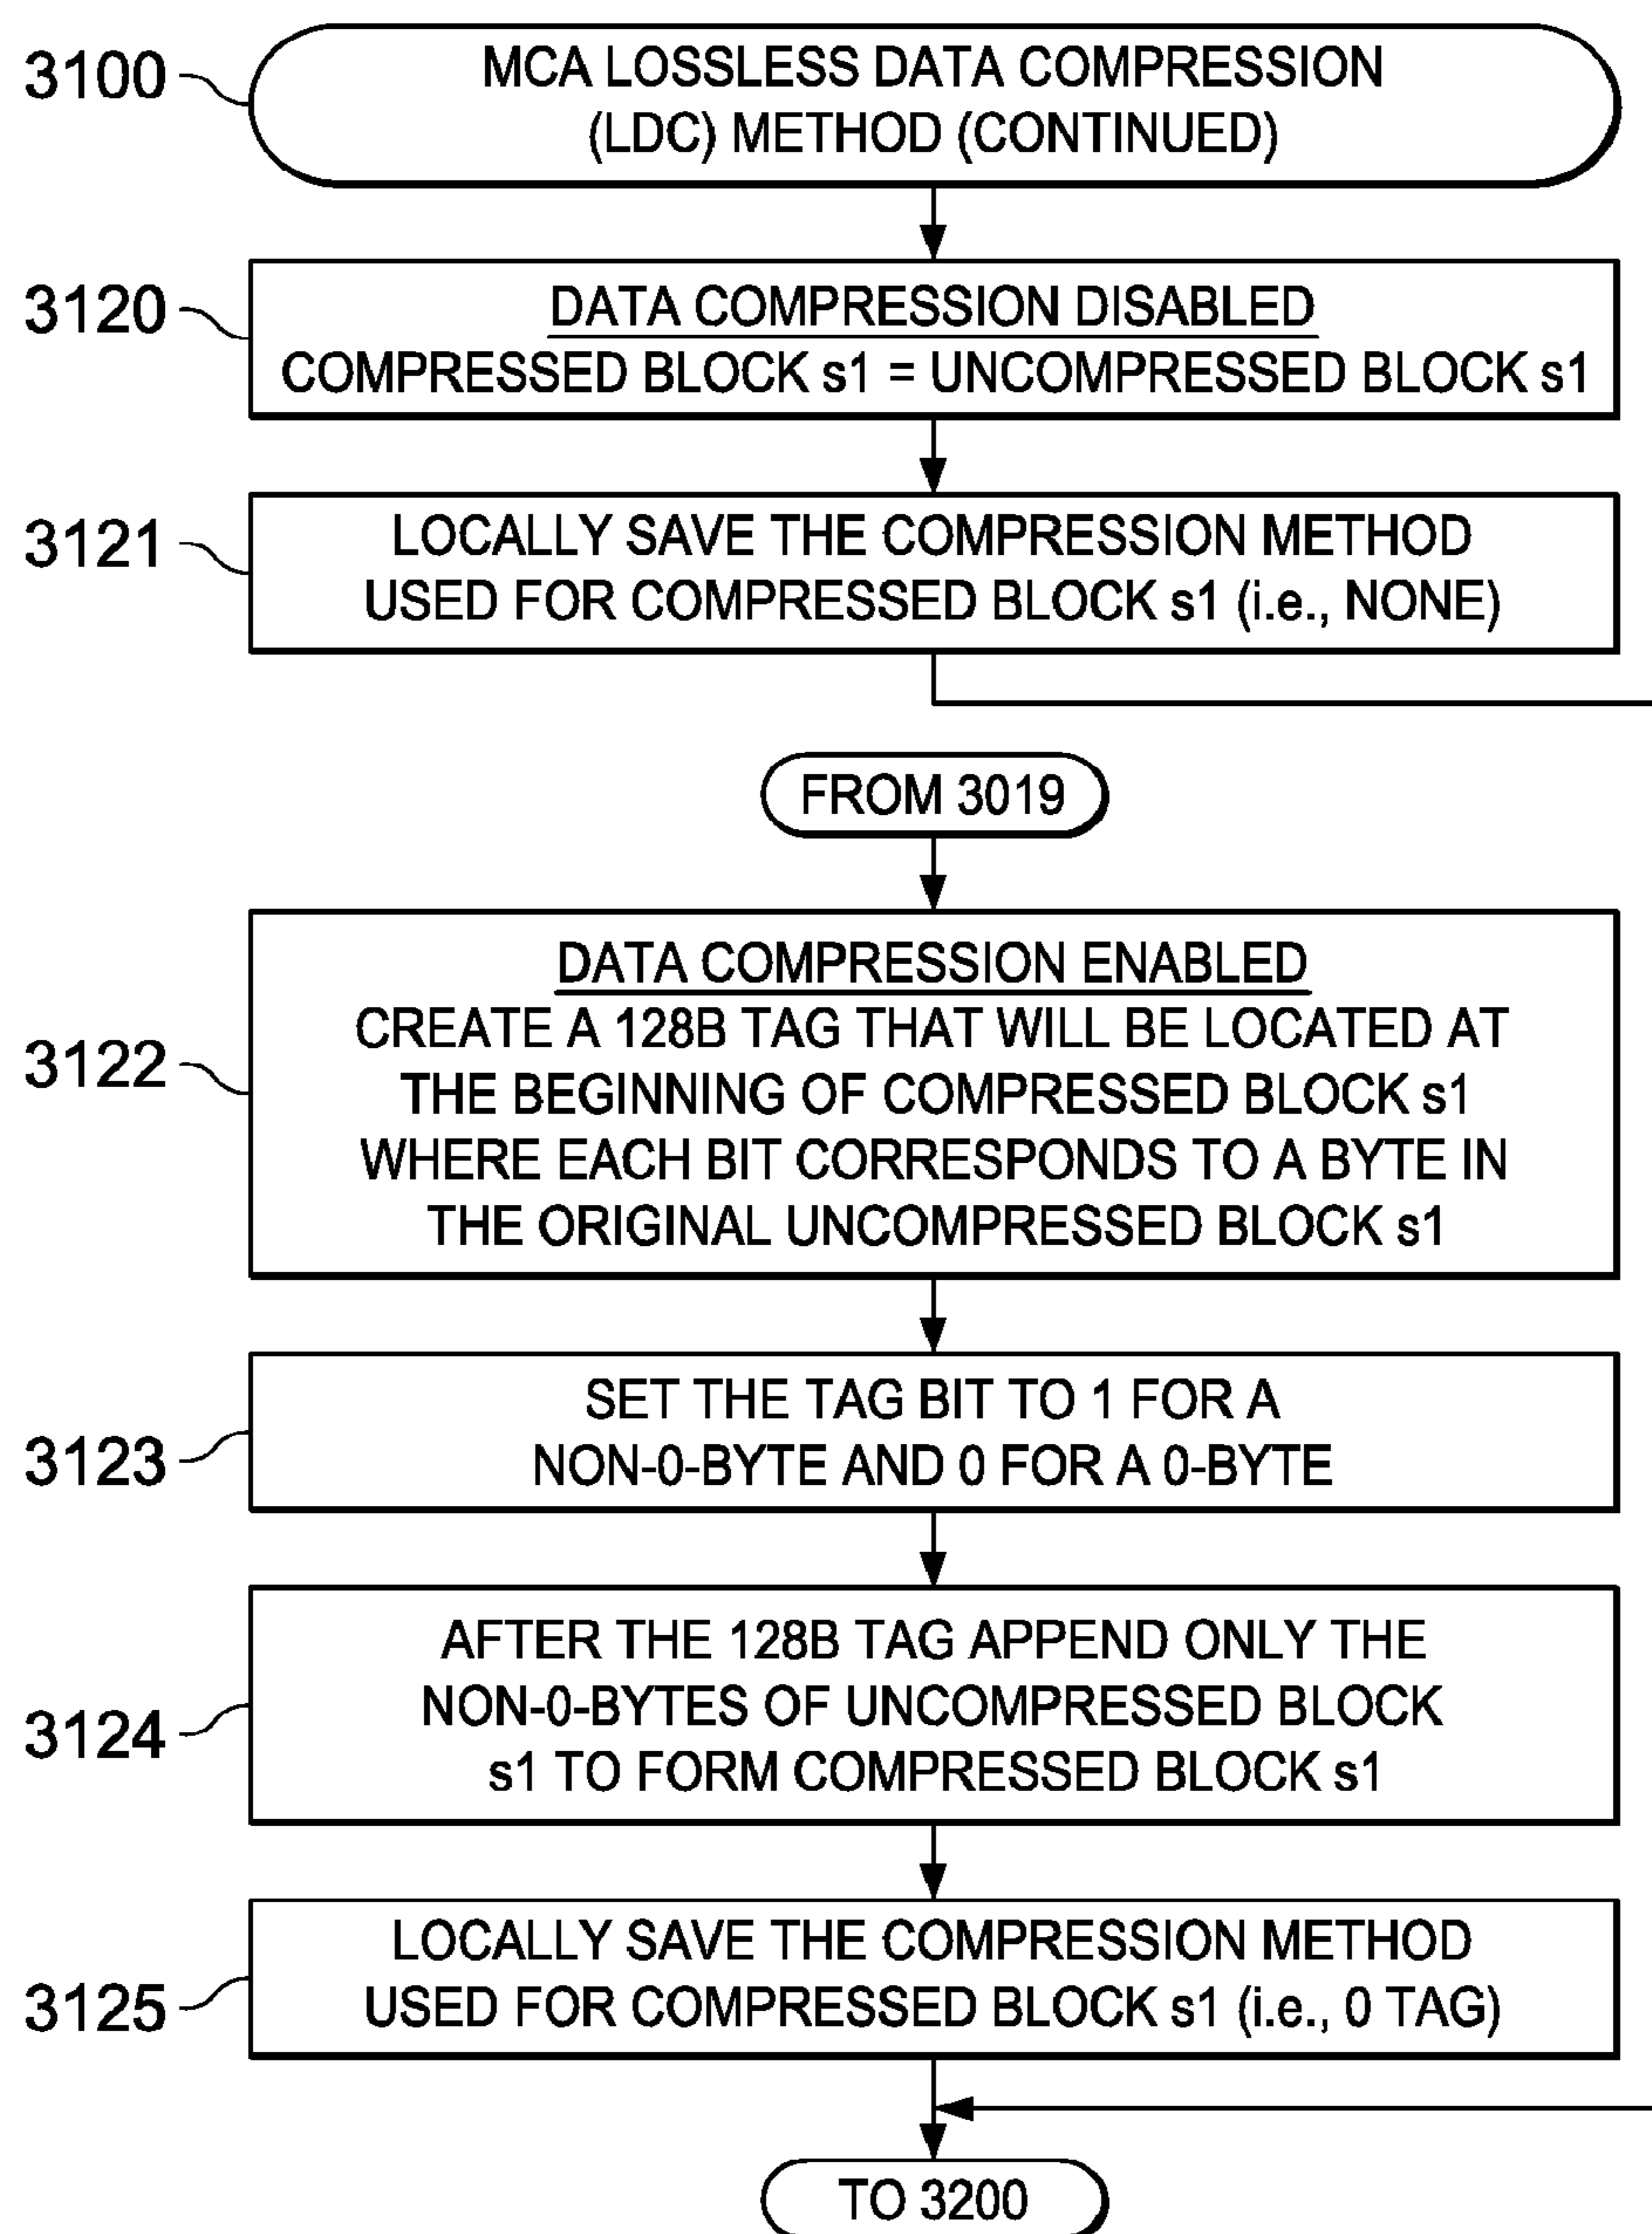 3100
MCA LOSSLESS DATA COMPRESSION
(LDC) METHOD (CONTINUED)
3120
DATA COMPRESSION DISABLED
COMPRESSED BLOCK s1 = UNCOMPRESSED BLOCK s1
3121
LOCALLY SAVE THE COMPRESSION METHOD
USED FOR COMPRESSED BLOCK s1 (i.e., NONE)
FROM 3019
3122
DATA COMPRESSION ENABLED
CREATE A 128B TAG THAT WILL BE LOCATED AT
THE BEGINNING OF COMPRESSED BLOCK s1
WHERE EACH BIT CORRESPONDS TO A BYTE IN
THE ORIGINAL UNCOMPRESSED BLOCK s1
3123
SET THE TAG BIT TO 1 FOR A
NON-0-BYTE AND 0 FOR A 0-BYTE
3124
AFTER THE 128B TAG APPEND ONLY THE
NON-0-BYTES OF UNCOMPRESSED BLOCK
s1 TO FORM COMPRESSED BLOCK s1
3125
LOCALLY SAVE THE COMPRESSION METHOD
USED FOR COMPRESSED BLOCK s1 (i.e., 0 TAG)
TO 3200